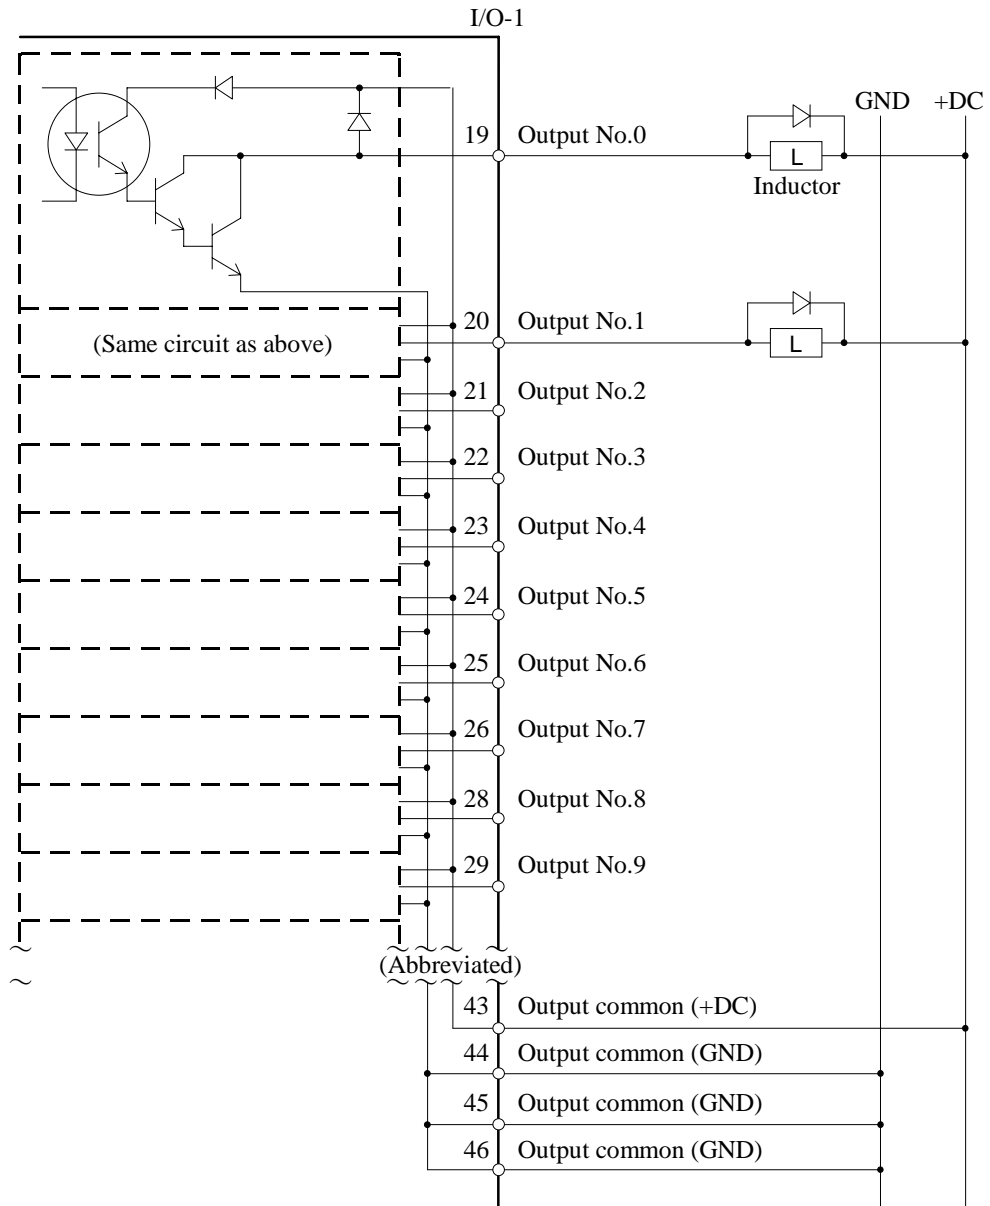 I/O-1
GND +DC
19 Output No.0
L
Inductor
20 Output No.1
(Same circuit as above)
L
21 Output No.2
22 Output No.3
23 Output No.4
24 Output No.5
25 Output No.6
26 Output No.7
28 Output No.8
29 Output No.9
(Abbreviated)
43 Output common (+DC)
44 Output common (GND)
45 Output common (GND)
46 Output common (GND)